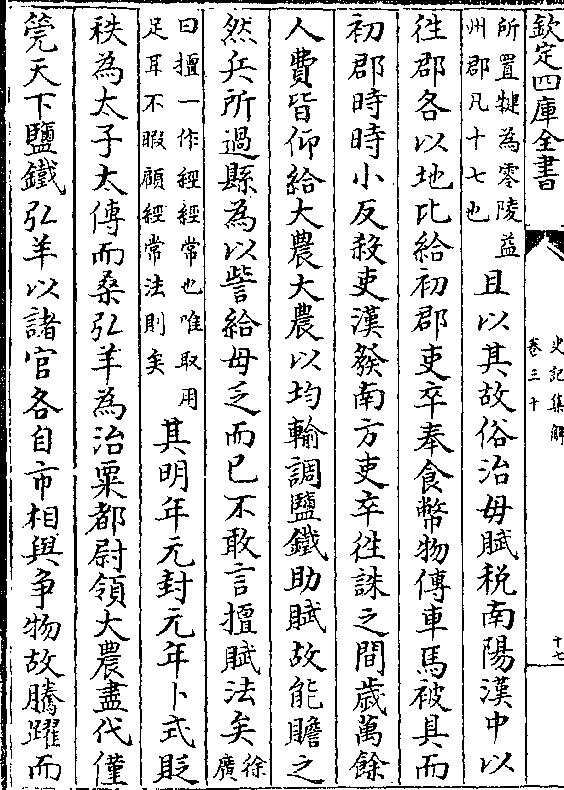 欽定四庫全書
史記集解
卷三十
十七
所置犍為零陵益
州郡凡十七也
且以其故俗治毋賦税南陽漢中以
徃郡各以地比給初郡吏卒奉食幣物傳車馬被具而
初郡時時小反殺吏漢發南方吏卒徃誅之間歲萬餘
人費皆仰給大農大農以均輸調鹽鐵助賦故能贍之
然兵所過縣為以訾給毋乏而已不敢言擅賦法矣
徐廣
曰擅一作經經常也唯取用
足耳不暇顧經常法則矣
其明年元封元年卜式貶
秩為太子太傅而桑弘羊為治粟都尉領大農盡代僅
筦天下鹽鐵弘羊以諸官各自市相與爭物故騰躍而